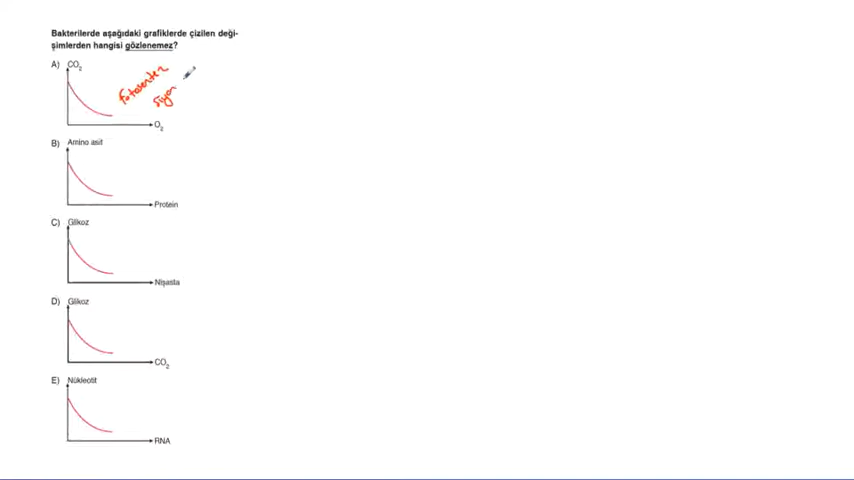 Bakterilerde aşağıdaki grafiklerde çizilen deği-
şimlerden hangisi gözlenemez?
A) CO₂
Fotosentez
Siyan
O₂
B) Amino asit
Protein
C) Glikoz
Nişasta
D) Glikoz
CO₂
E) Nükleotit
RNA